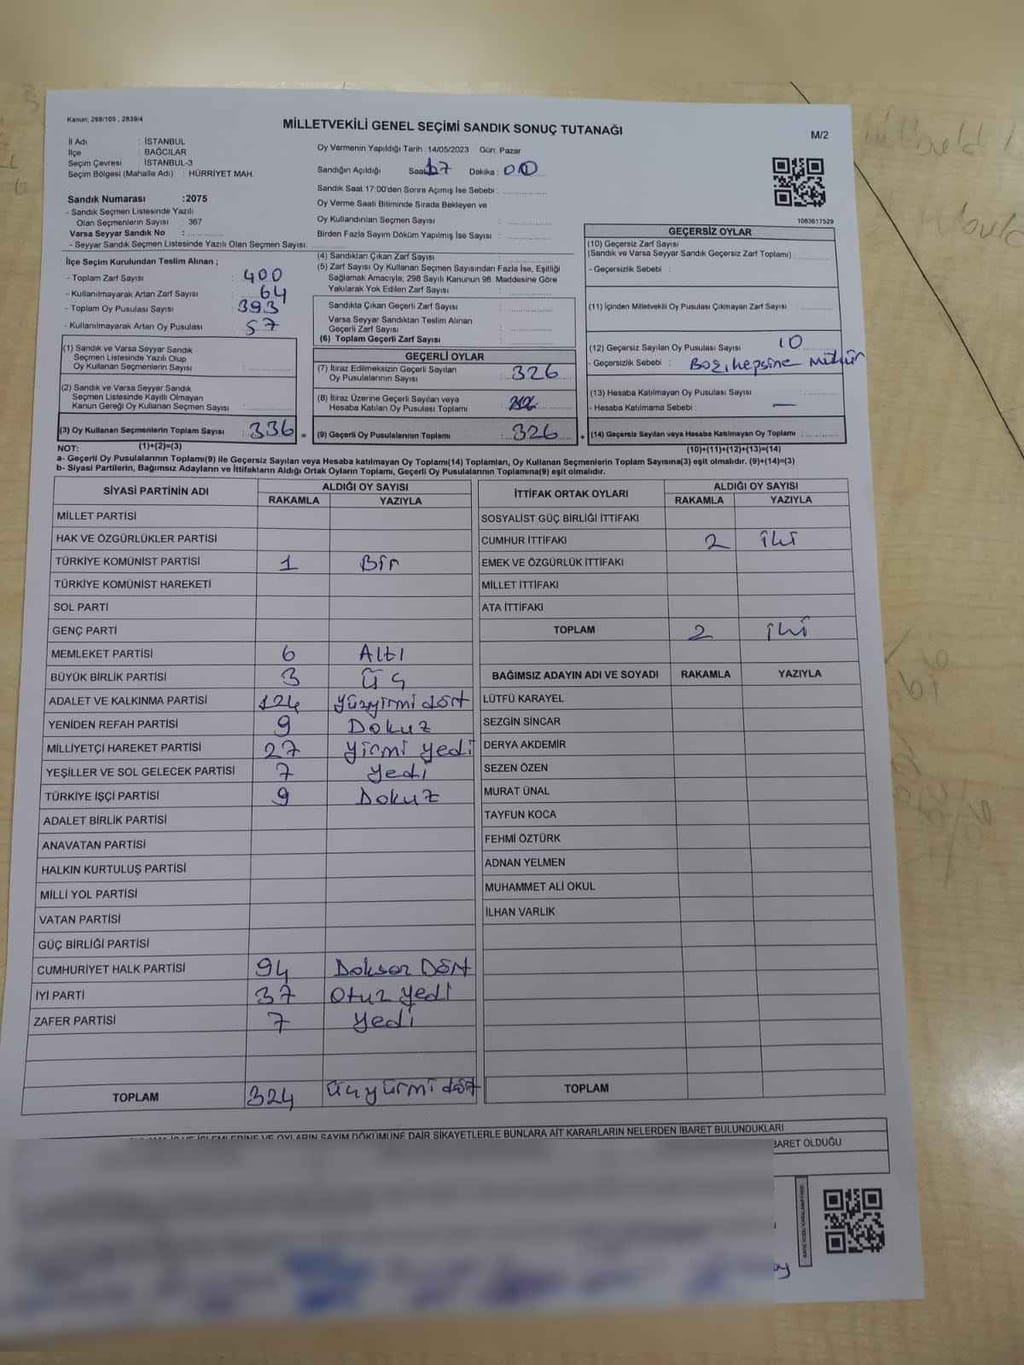 Kanun: 298/105 , 2839/4
MİLLETVEKİLİ GENEL SEÇİMİ SANDIK SONUÇ TUTANAĞI
M/2
İl Adı : İSTANBUL
İlçe : BAĞCILAR
Seçim Çevresi : İSTANBUL-3
Seçim Bölgesi (Mahalle Adı) : HÜRRİYET MAH.
Sandık Numarası :2075
- Sandık Seçmen Listesinde Yazılı
Olan Seçmenlerin Sayısı : 367
Varsa Seyyar Sandık No :
- Seyyar Sandık Seçmen Listesinde Yazılı Olan Seçmen Sayısı:
Oy Vermenin Yapıldığı Tarih :14/05/2023 Gün: Pazar
Sandığın Açıldığı Saat: 17 Dakika : 00
Sandık Saat 17:00'den Sonra Açımış İse Sebebi :
Oy Verme Saati Bitiminde Sırada Bekleyen ve
Oy Kullandırılan Seçmen Sayısı :
Birden Fazla Sayım Döküm Yapılmış İse Sayısı :
1083617529
İlçe Seçim Kurulundan Teslim Alınan ;
- Toplam Zarf Sayısı : 400
- Kullanılmayarak Artan Zarf Sayısı : 64
- Toplam Oy Pusulası Sayısı : 393
- Kullanılmayarak Artan Oy Pusulası : 57
(1) Sandık ve Varsa Seyyar Sandık
Seçmen Listesinde Yazılı Olup
Oy Kullanan Seçmenlerin Sayısı :
(2) Sandık ve Varsa Seyyar Sandık
Seçmen Listesinde Kayıtlı Olmayan
Kanun Gereği Oy Kullanan Seçmen Sayısı :
(3) Oy Kullanan Seçmenlerin Toplam Sayısı : 336
(1)+(2)=(3)
(4) Sandıktan Çıkan Zarf Sayısı :
(5) Zarf Sayısı Oy Kullanan Seçmen Sayısından Fazla İse, Eşitliği
Sağlamak Amacıyla, 298 Sayılı Kanunun 98. Maddesine Göre
Yakılarak Yok Edilen Zarf Sayısı :
Sandıkta Çıkan Geçerli Zarf Sayısı :
Varsa Seyyar Sandıktan Teslim Alınan
Geçerli Zarf Sayısı :
(6) Toplam Geçerli Zarf Sayısı :
GEÇERLİ OYLAR
(7) İtiraz Edilmeksizin Geçerli Sayılan
Oy Pusulalarının Sayısı : 326
(8) İtiraz Üzerine Geçerli Sayılan veya
Hesaba Katılan Oy Pusulası Toplamı :
(9) Geçerli Oy Pusulalarının Toplamı : 326
GEÇERSİZ OYLAR
(10) Geçersiz Zarf Sayısı
(Sandık ve Varsa Seyyar Sandık Geçersiz Zarf Toplamı) :
- Geçersizlik Sebebi :
(11) İçinden Milletvekili Oy Pusulası Çıkmayan Zarf Sayısı :
(12) Geçersiz Sayılan Oy Pusulası Sayısı : 10
- Geçersizlik Sebebi : Boş, hepsine mühür
(13) Hesaba Katılmayan Oy Pusulası Sayısı :
- Hesaba Katılmama Sebebi : —
(14) Geçersiz Sayılan veya Hesaba Katılmayan Oy Toplamı :
(10)+(11)+(12)+(13)=(14)
NOT:
a- Geçerli Oy Pusulalarının Toplamı(9) ile Geçersiz Sayılan veya Hesaba katılmayan Oy Toplamı(14) Toplamları, Oy Kullanan Seçmenlerin Toplam Sayısına(3) eşit olmalıdır. (9)+(14)=(3)
b- Siyasi Partilerin, Bağımsız Adayların ve İttifakların Aldığı Oyların Toplamı, Geçerli Oy Pusulalarının Toplamına(9) eşit olmalıdır.
SİYASİ PARTİNİN ADI ALDIĞI OY SAYISI
RAKAMLA YAZIYLA
MİLLET PARTİSİ
HAK VE ÖZGÜRLÜKLER PARTİSİ
TÜRKİYE KOMÜNİST PARTİSİ 1 Bir
TÜRKİYE KOMÜNİST HAREKETİ
SOL PARTİ
GENÇ PARTİ
MEMLEKET PARTİSİ 6 Altı
BÜYÜK BİRLİK PARTİSİ 3 Üç
ADALET VE KALKINMA PARTİSİ 124 Yüzyirmi dört
YENİDEN REFAH PARTİSİ 9 Dokuz
MİLLİYETÇİ HAREKET PARTİSİ 27 Yirmi yedi
YEŞİLLER VE SOL GELECEK PARTİSİ 7 Yedi
TÜRKİYE İŞÇİ PARTİSİ 9 Dokuz
ADALET BİRLİK PARTİSİ
ANAVATAN PARTİSİ
HALKIN KURTULUŞ PARTİSİ
MİLLİ YOL PARTİSİ
VATAN PARTİSİ
GÜÇ BİRLİĞİ PARTİSİ
CUMHURİYET HALK PARTİSİ 94 Doksan Dört
İYİ PARTİ 37 Otuz yedi
ZAFER PARTİSİ 7 Yedi
TOPLAM 324 Üçyürmi dört
İTTİFAK ORTAK OYLARI ALDIĞI OY SAYISI
RAKAMLA YAZIYLA
SOSYALİST GÜÇ BİRLİĞİ İTTİFAKI
CUMHUR İTTİFAKI 2 İki
EMEK VE ÖZGÜRLÜK İTTİFAKI
MİLLET İTTİFAKI
ATA İTTİFAKI
TOPLAM 2 İki
BAĞIMSIZ ADAYIN ADI VE SOYADI RAKAMLA YAZIYLA
LÜTFÜ KARAYEL
SEZGİN SİNCAR
DERYA AKDEMİR
SEZEN ÖZEN
MURAT ÜNAL
TAYFUN KOCA
FEHMİ ÖZTÜRK
ADNAN YELMEN
MUHAMMET ALİ OKUL
İLHAN VARLIK
TOPLAM
OYLARIN SAYIM DÖKÜMÜNE DAİR ŞİKAYETLERLE BUNLARA AİT KARARLARIN NELERDEN İBARET BULUNDUKLARI
İBARET OLDUĞU